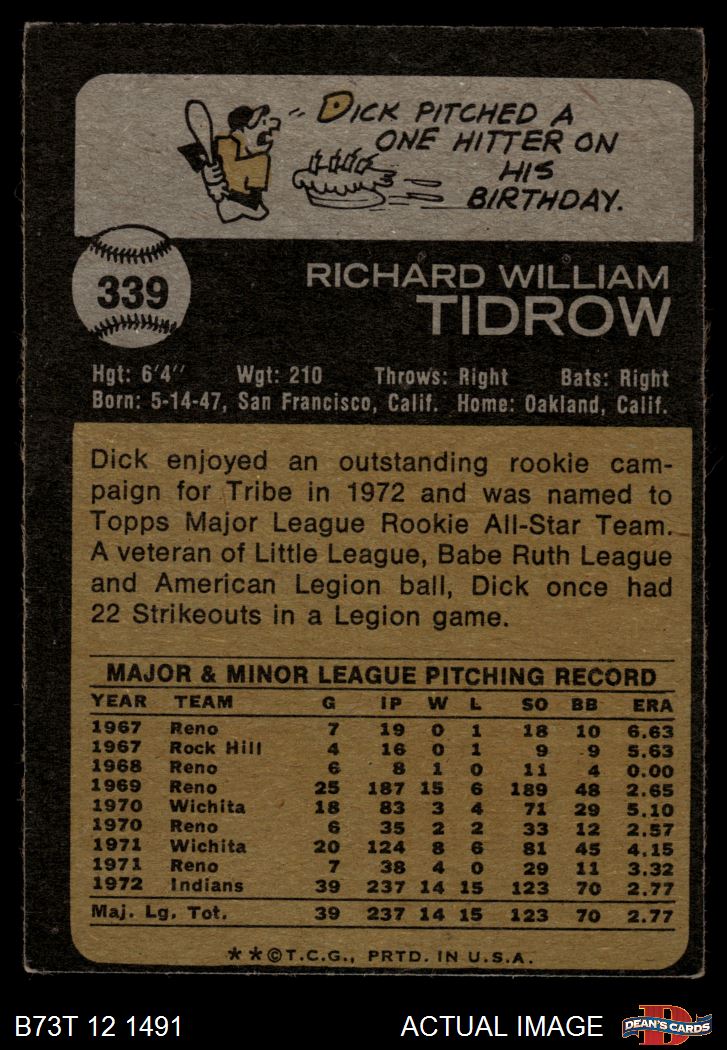 DICK PITCHED A
ONE HITTER ON
HIS
BIRTHDAY.
339
RICHARD WILLIAM
TIDROW
Hgt: 6'4" Wgt: 210 Throws: Right Bats: Right
Born: 5-14-47, San Francisco, Calif. Home: Oakland, Calif.
Dick enjoyed an outstanding rookie cam-
paign for Tribe in 1972 and was named to
Topps Major League Rookie All-Star Team.
A veteran of Little League, Babe Ruth League
and American Legion ball, Dick once had
22 Strikeouts in a Legion game.
MAJOR & MINOR LEAGUE PITCHING RECORD
YEAR TEAM G IP W L SO BB ERA
1967 Reno 7 19 0 1 18 10 6.63
1967 Rock Hill 4 16 0 1 9 9 5.63
1968 Reno 6 8 1 0 11 4 0.00
1969 Reno 25 187 15 6 189 48 2.65
1970 Wichita 18 83 3 4 71 29 5.10
1970 Reno 6 35 2 2 33 12 2.57
1971 Wichita 20 124 8 6 81 45 4.15
1971 Reno 7 38 4 0 29 11 3.32
1972 Indians 39 237 14 15 123 70 2.77
Maj. Lg. Tot. 39 237 14 15 123 70 2.77
**©T.C.G., PRTD. IN U.S.A.
B73T 12 1491 ACTUAL IMAGE D DEAN'S CARDS